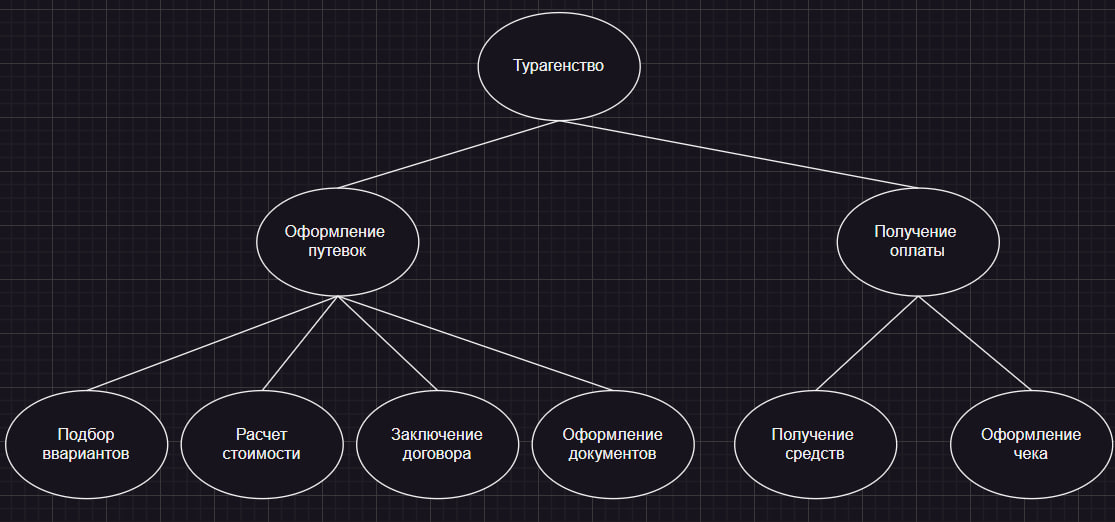 Турагенство
Оформление
путевок
Получение
оплаты
Подбор
ввариантов
Расчет
стоимости
Заключение
договора
Оформление
документов
Получение
средств
Оформление
чека